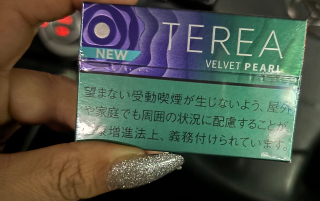 NEW
TEREA
VELVET PEARL
望まない受動喫煙が生じないよう、屋外
や家庭でも周囲の状況に配慮することが
増進法上、義務付けられています。